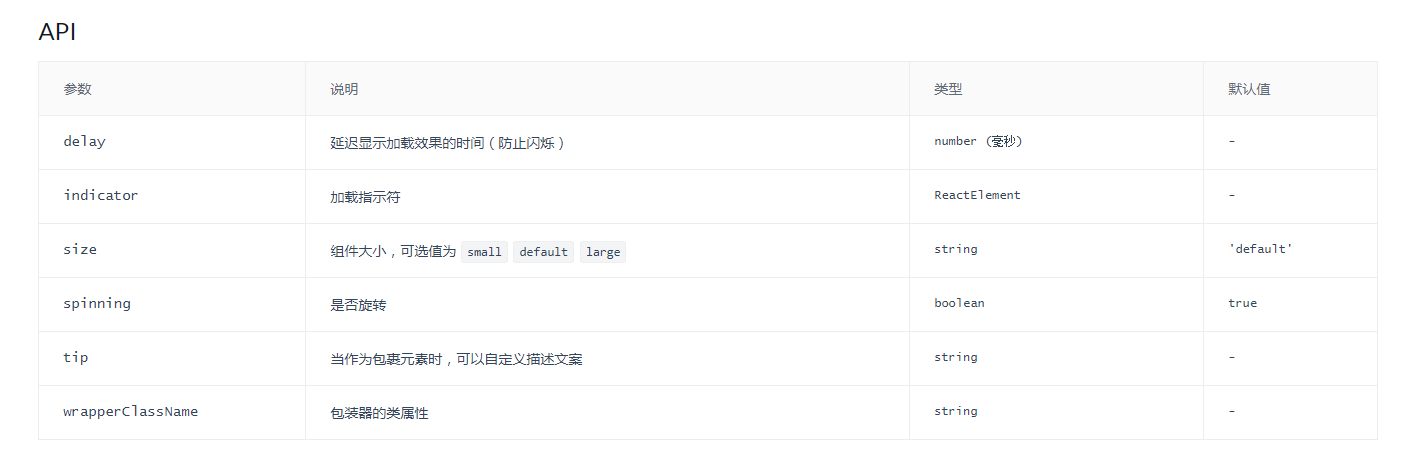 API
参数 说明 类型 默认值
delay 延迟显示加载效果的时间（防止闪烁） number (毫秒) -
indicator 加载指示符 ReactElement -
size 组件大小，可选值为 small default large string 'default'
spinning 是否旋转 boolean true
tip 当作为包裹元素时，可以自定义描述文案 string -
wrapperClassName 包装器的类属性 string -